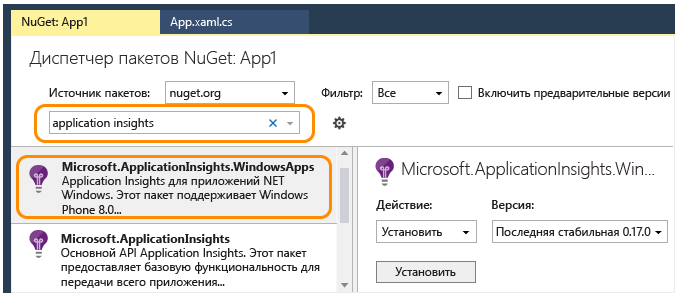 NuGet: App1
App.xaml.cs
Диспетчер пакетов NuGet: App1
Источник пакетов: nuget.org
Фильтр: Все
Включить предварительные версии
application insights
Microsoft.ApplicationInsights.WindowsApps
Application Insights для приложений NET
Windows. Этот пакет поддерживает Windows
Phone 8.0...
Microsoft.ApplicationInsights
Основной API Application Insights. Этот пакет
предоставляет базовую функциональность для
передачи всего приложения...
Microsoft.ApplicationInsights.Win...
Действие:
Версия:
Установить
Последняя стабильная 0.17.0
Установить